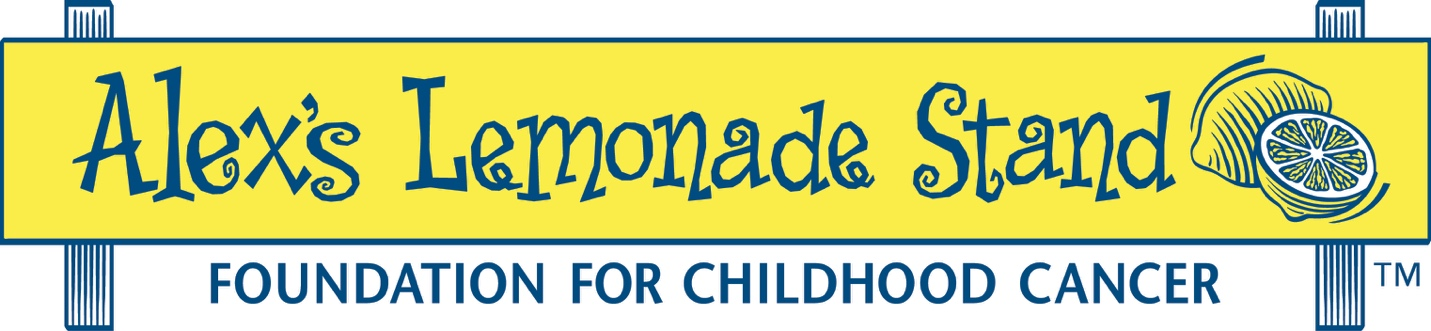 Alex's Lemonade Stand
FOUNDATION FOR CHILDHOOD CANCER TM